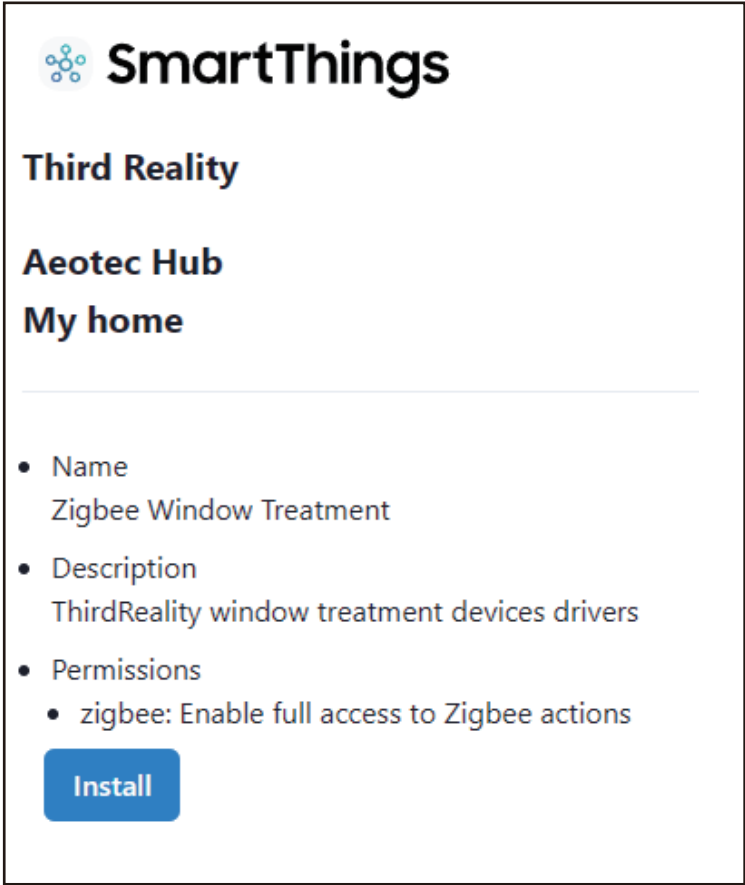 SmartThings
Third Reality
Aeotec Hub
My home
Name
Zigbee Window Treatment
Description
ThirdReality window treatment devices drivers
Permissions
zigbee: Enable full access to Zigbee actions
Install